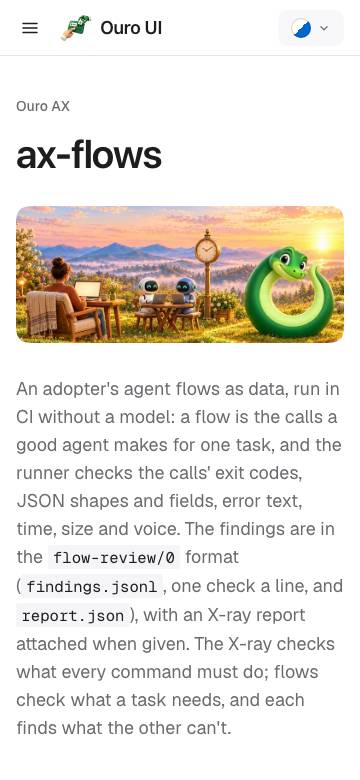 Ouro UI
Ouro AX
ax-flows
An adopter's agent flows as data, run in
CI without a model: a flow is the calls a
good agent makes for one task, and the
runner checks the calls' exit codes,
JSON shapes and fields, error text,
time, size and voice. The findings are in
the flow-review/0 format
( findings.jsonl , one check a line, and
report.json ), with an X-ray report
attached when given. The X-ray checks
what every command must do; flows
check what a task needs, and each
finds what the other can't.